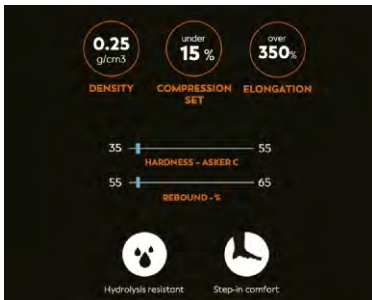 0.25
g/cm3
DENSITY
under
15 %
COMPRESSION
SET
over
350%
ELONGATION
35
55
HARDNESS - ASKER C
55
65
REBOUND - %
Hydrolysis resistant
Step-in comfort